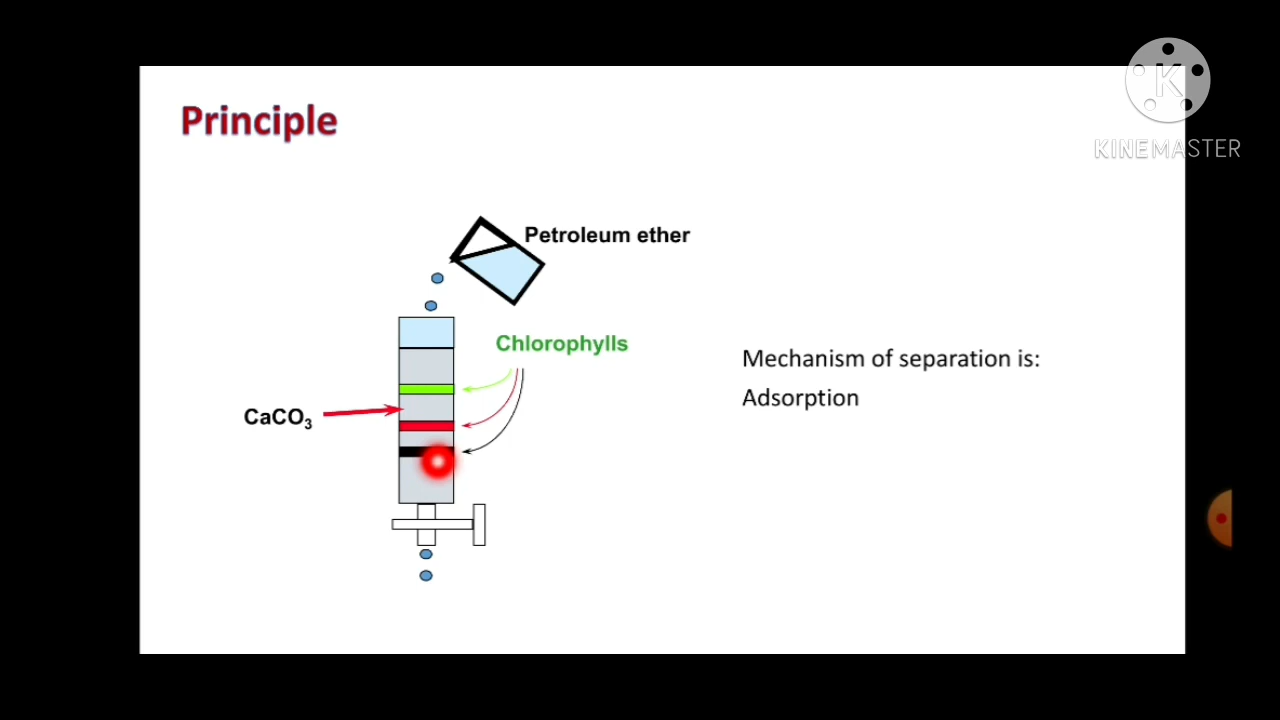 Principle
K
KINEMASTER
Petroleum ether
Chlorophylls
CaCO₃
Mechanism of separation is:
Adsorption